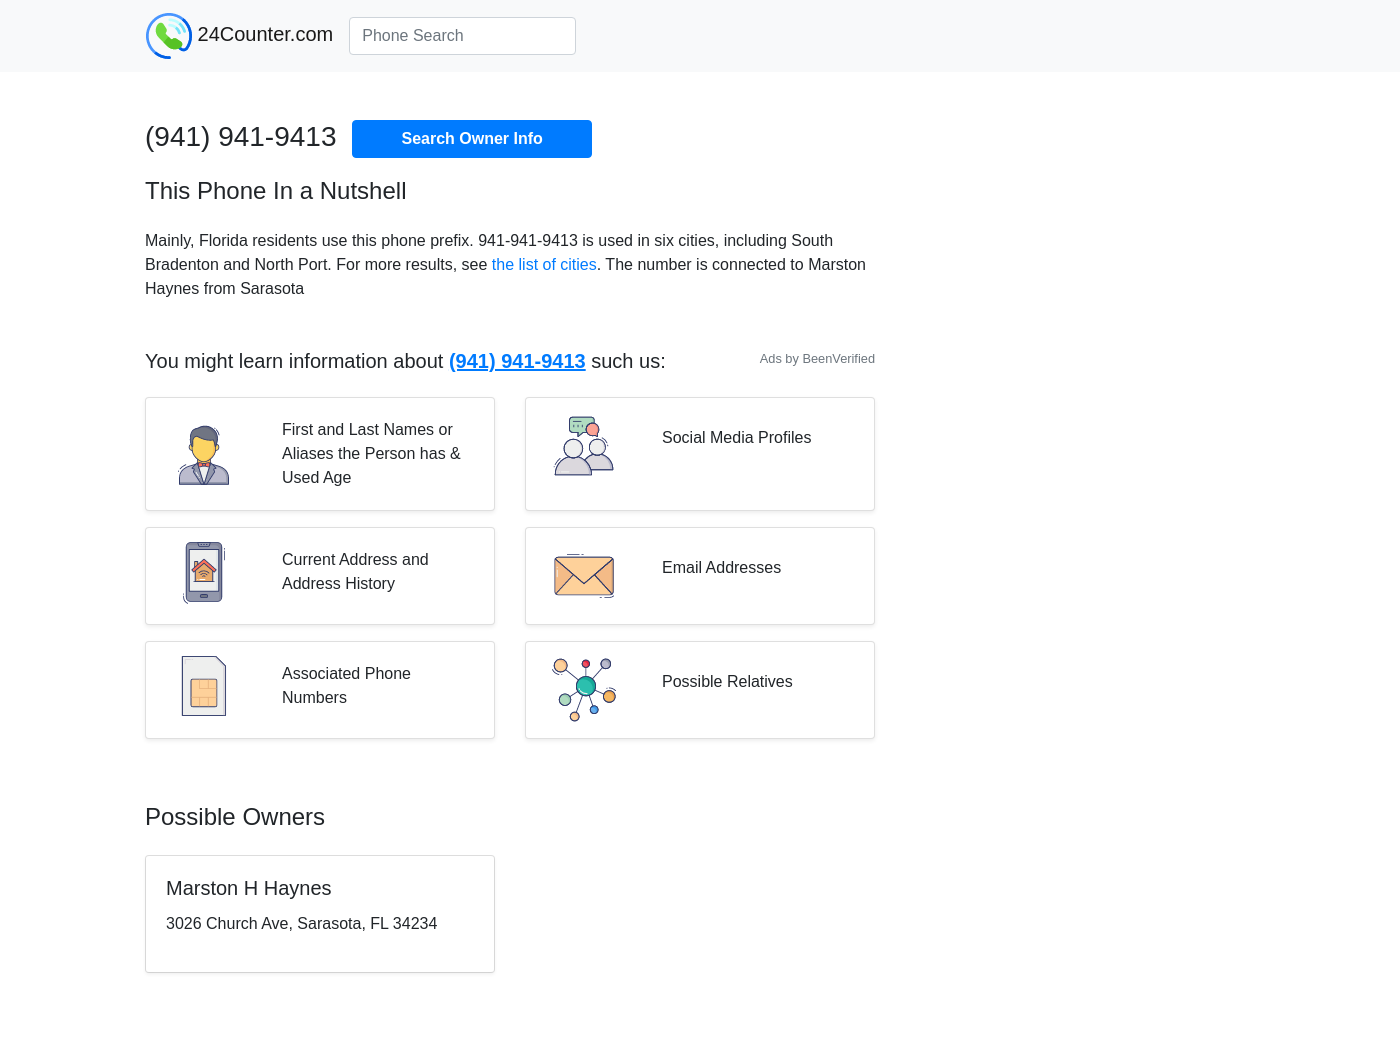 24Counter.com
Phone Search
(941) 941-9413
Search Owner Info
This Phone In a Nutshell
Mainly, Florida residents use this phone prefix. 941-941-9413 is used in six cities, including South
Bradenton and North Port. For more results, see the list of cities. The number is connected to Marston
Haynes from Sarasota
You might learn information about (941) 941-9413 such us:
Ads by BeenVerified
First and Last Names or
Aliases the Person has &
Used Age
Social Media Profiles
Current Address and
Address History
Email Addresses
Associated Phone
Numbers
Possible Relatives
Possible Owners
Marston H Haynes
3026 Church Ave, Sarasota, FL 34234